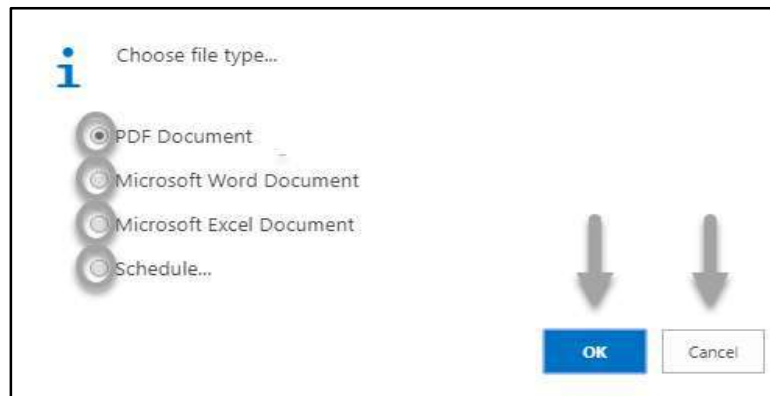 Choose file type...
PDF Document
Microsoft Word Document
Microsoft Excel Document
Schedule...
OK
Cancel